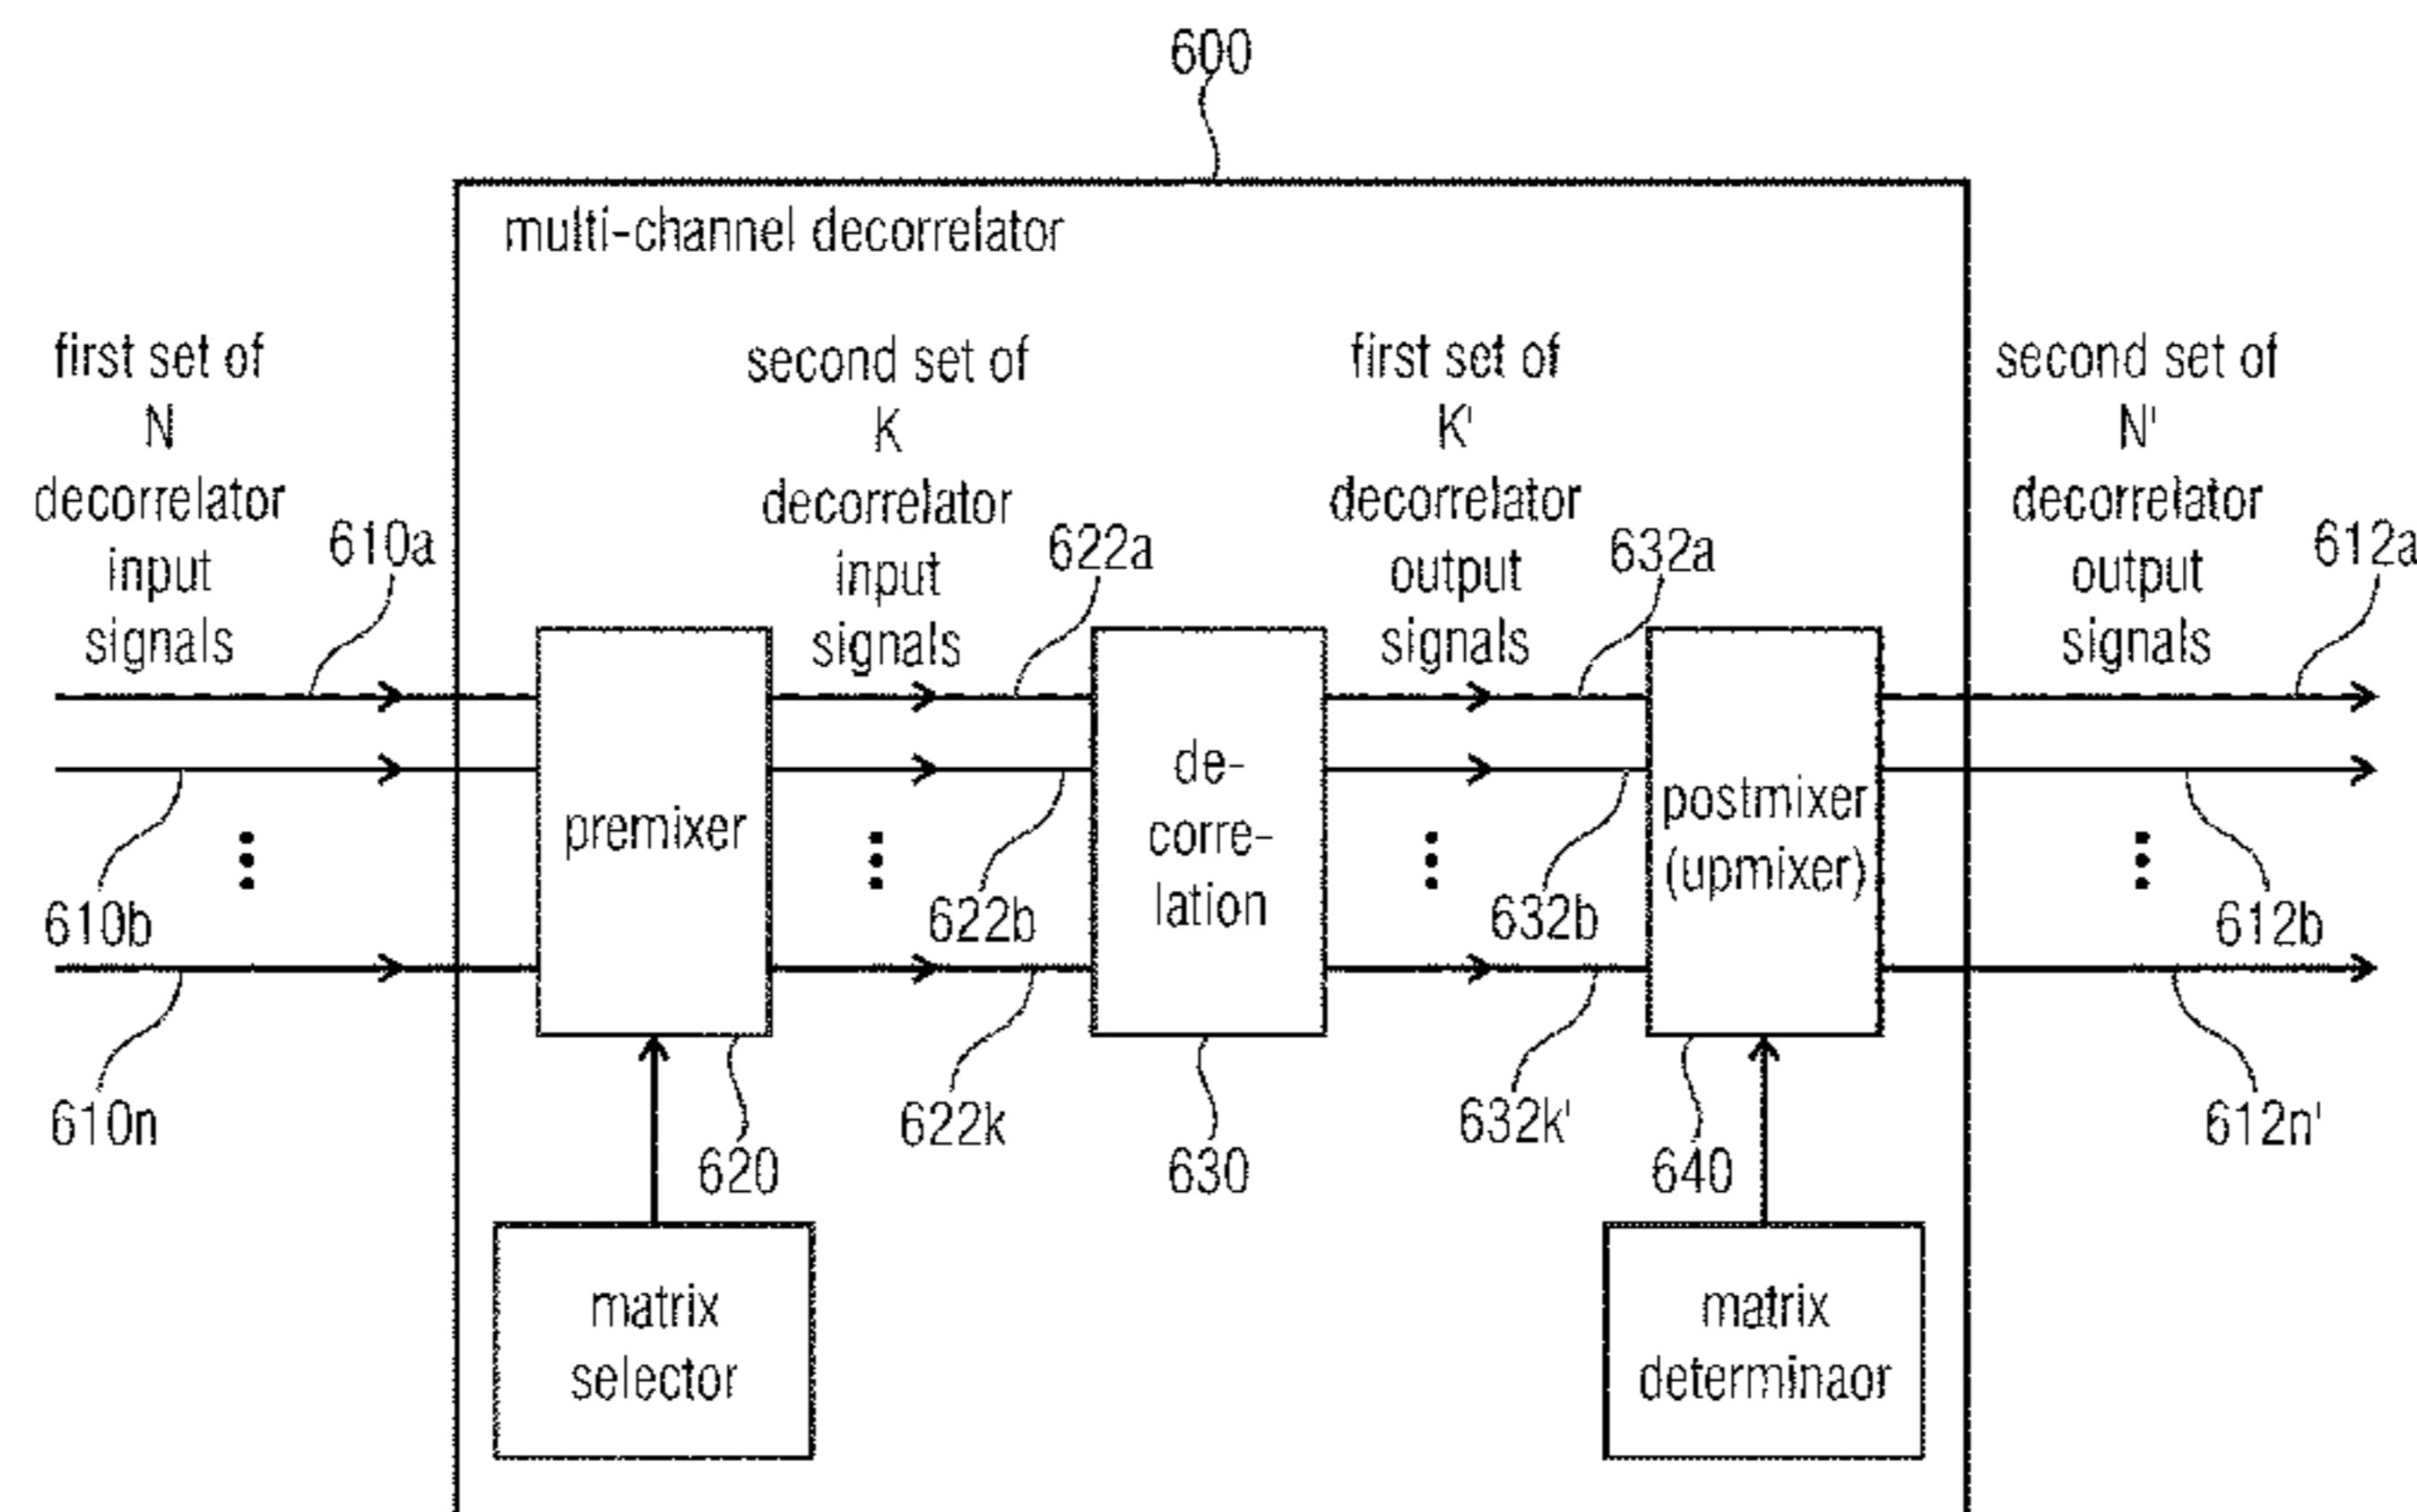 600
multi-channel decorrelator
first set of
N
decorrelator
input
signals
second set of
K
decorrelator
input
signals
first set of
K'
decorrelator
output
signals
second set of
N'
decorrelator
output
signals
610a
622a
632a
612a
premixer
de-
corre-
lation
postmixer
(upmixer)
610b
622b
632b
612b
610n
622k
632k'
612n'
620
630
640
matrix
selector
matrix
determinaor